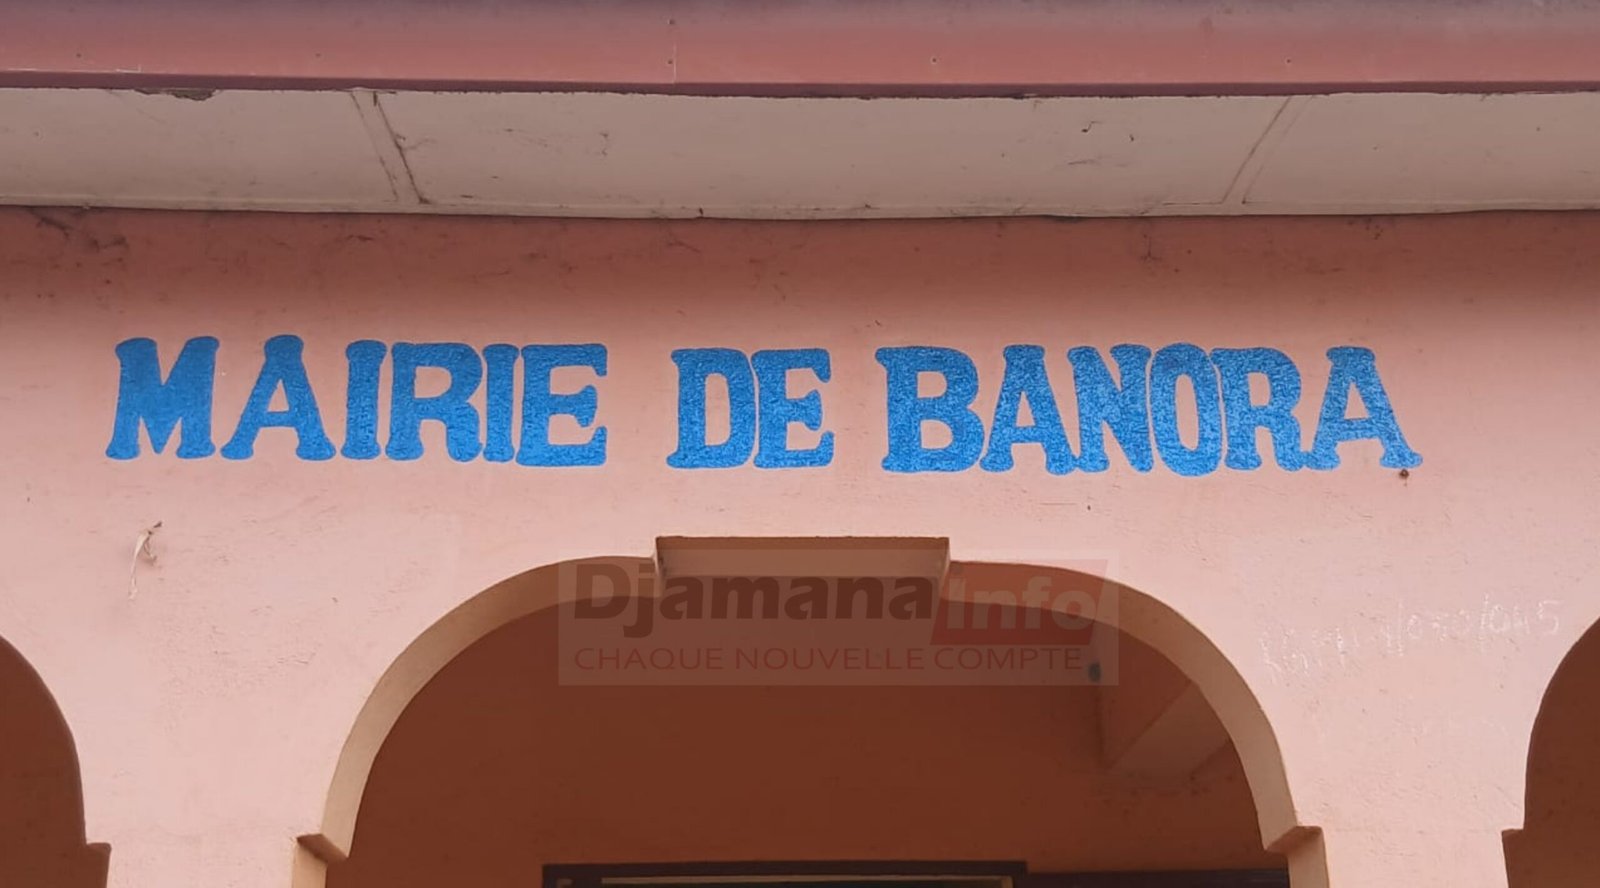 MAIRIE DE BANORA
Djamana info
CHAQUE NOUVELLE COMPTE